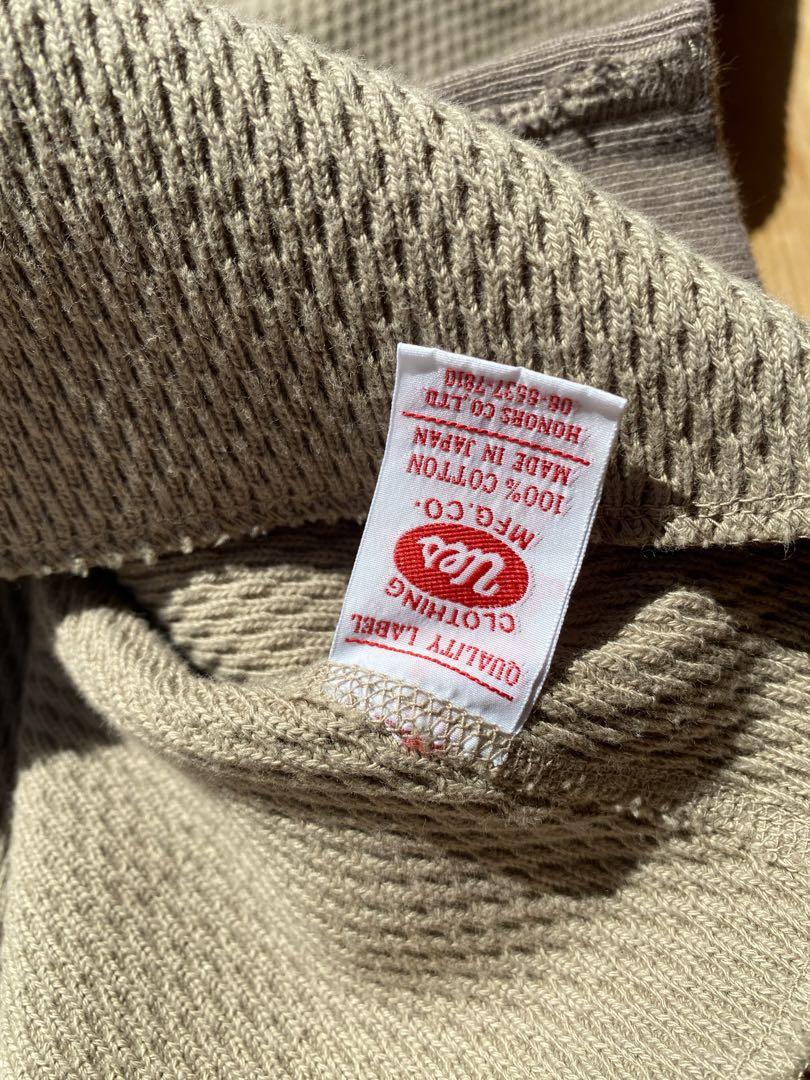 QUALITY LABEL
CLOTHING
Ues
MFG.CO.
100% COTTON
MADE IN JAPAN
HONORS CO,LTD.
06-6537-7810